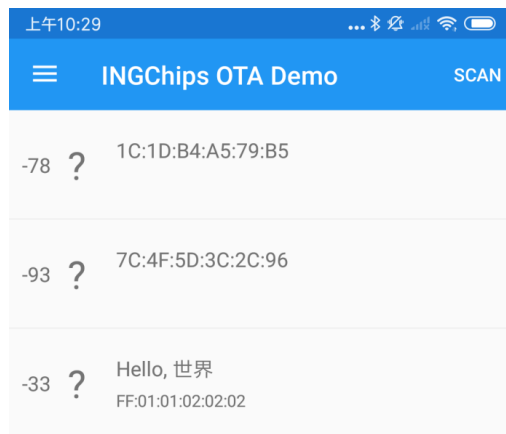 上午10:29
INGChips OTA Demo
SCAN
-78 ? 1C:1D:B4:A5:79:B5
-93 ? 7C:4F:5D:3C:2C:96
Hello, 世界
-33 ?
FF:01:01:02:02:02